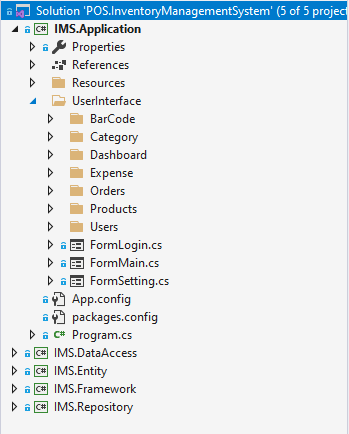 Solution 'POS.InventoryManagementSystem' (5 of 5 project
C# IMS.Application
Properties
References
Resources
UserInterface
BarCode
Category
Dashboard
Expense
Orders
Products
Users
FormLogin.cs
FormMain.cs
FormSetting.cs
App.config
packages.config
C# Program.cs
C# IMS.DataAccess
C# IMS.Entity
C# IMS.Framework
C# IMS.Repository